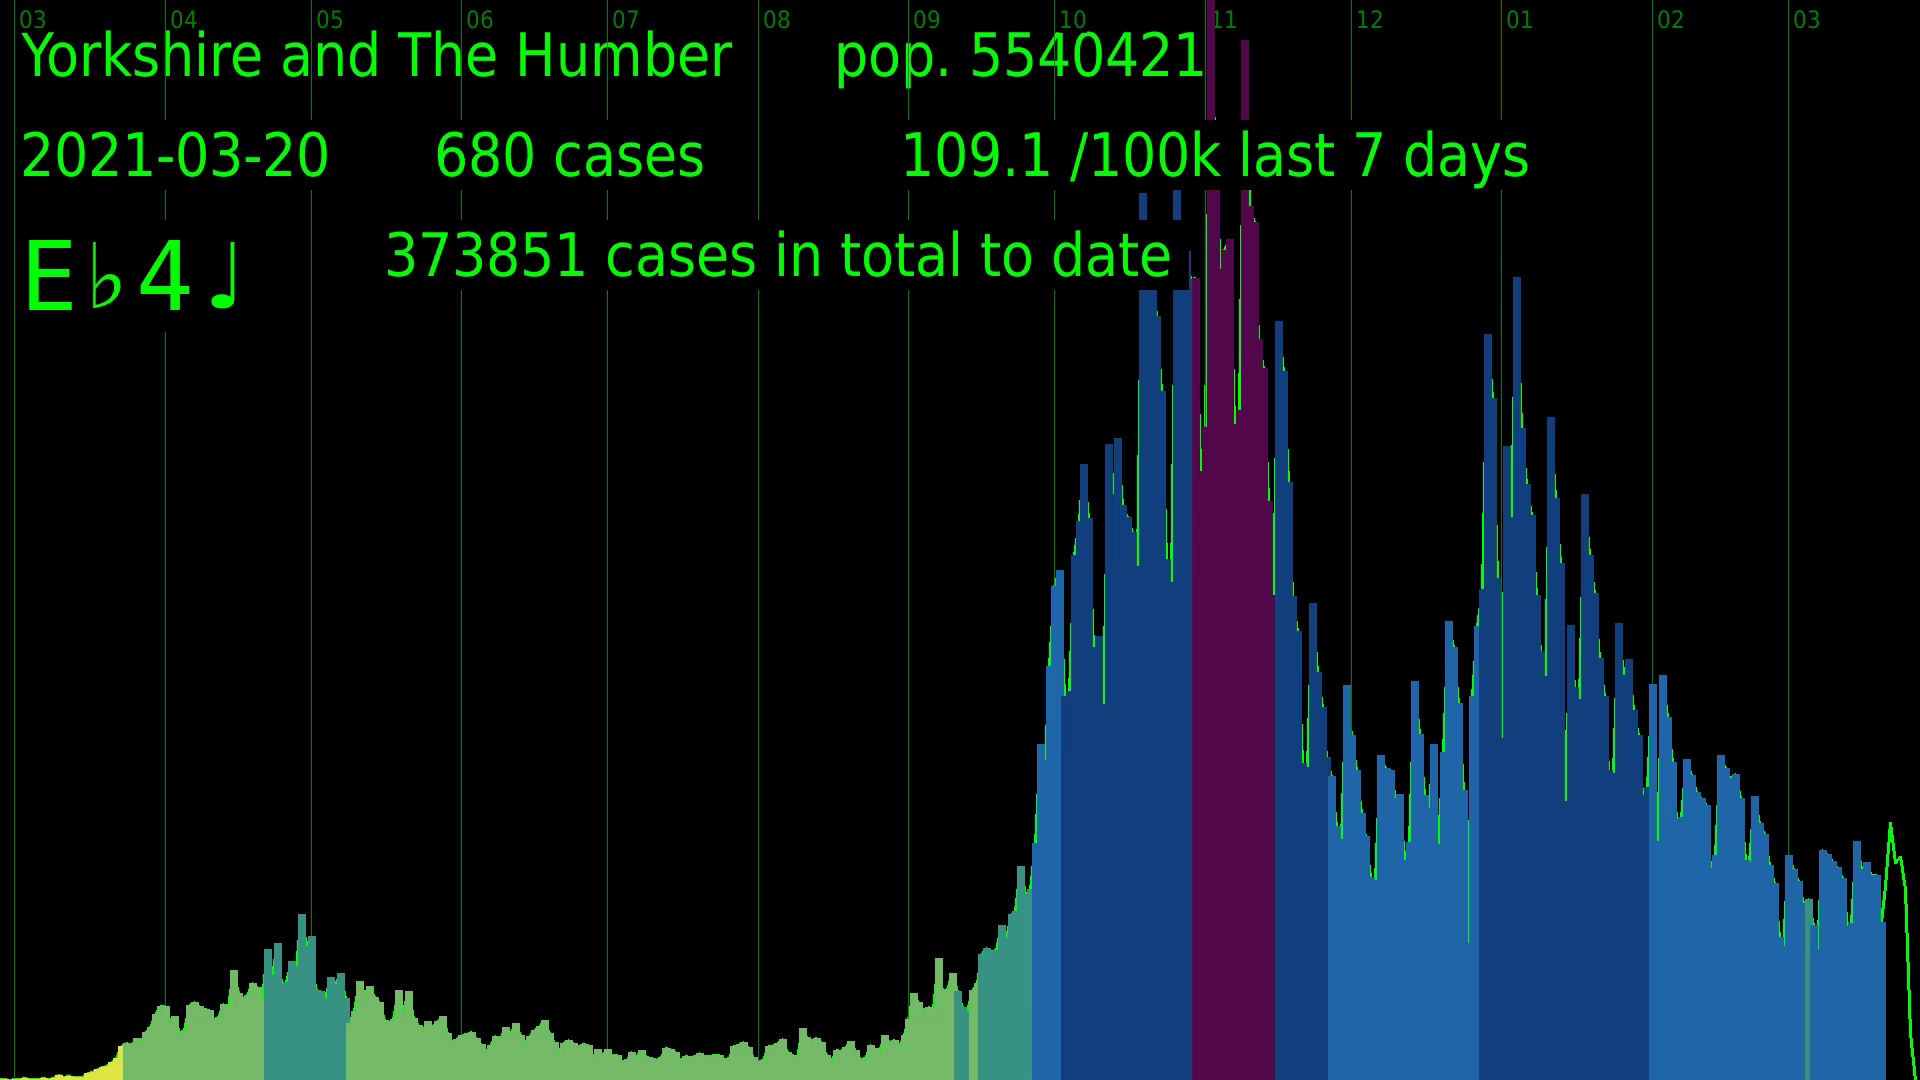 03 04 05 06 07 08 09 10 11 12 01 02 03
Yorkshire and The Humber pop. 5540421
2021-03-20 680 cases 109.1 /100k last 7 days
E♭4♩ 373851 cases in total to date